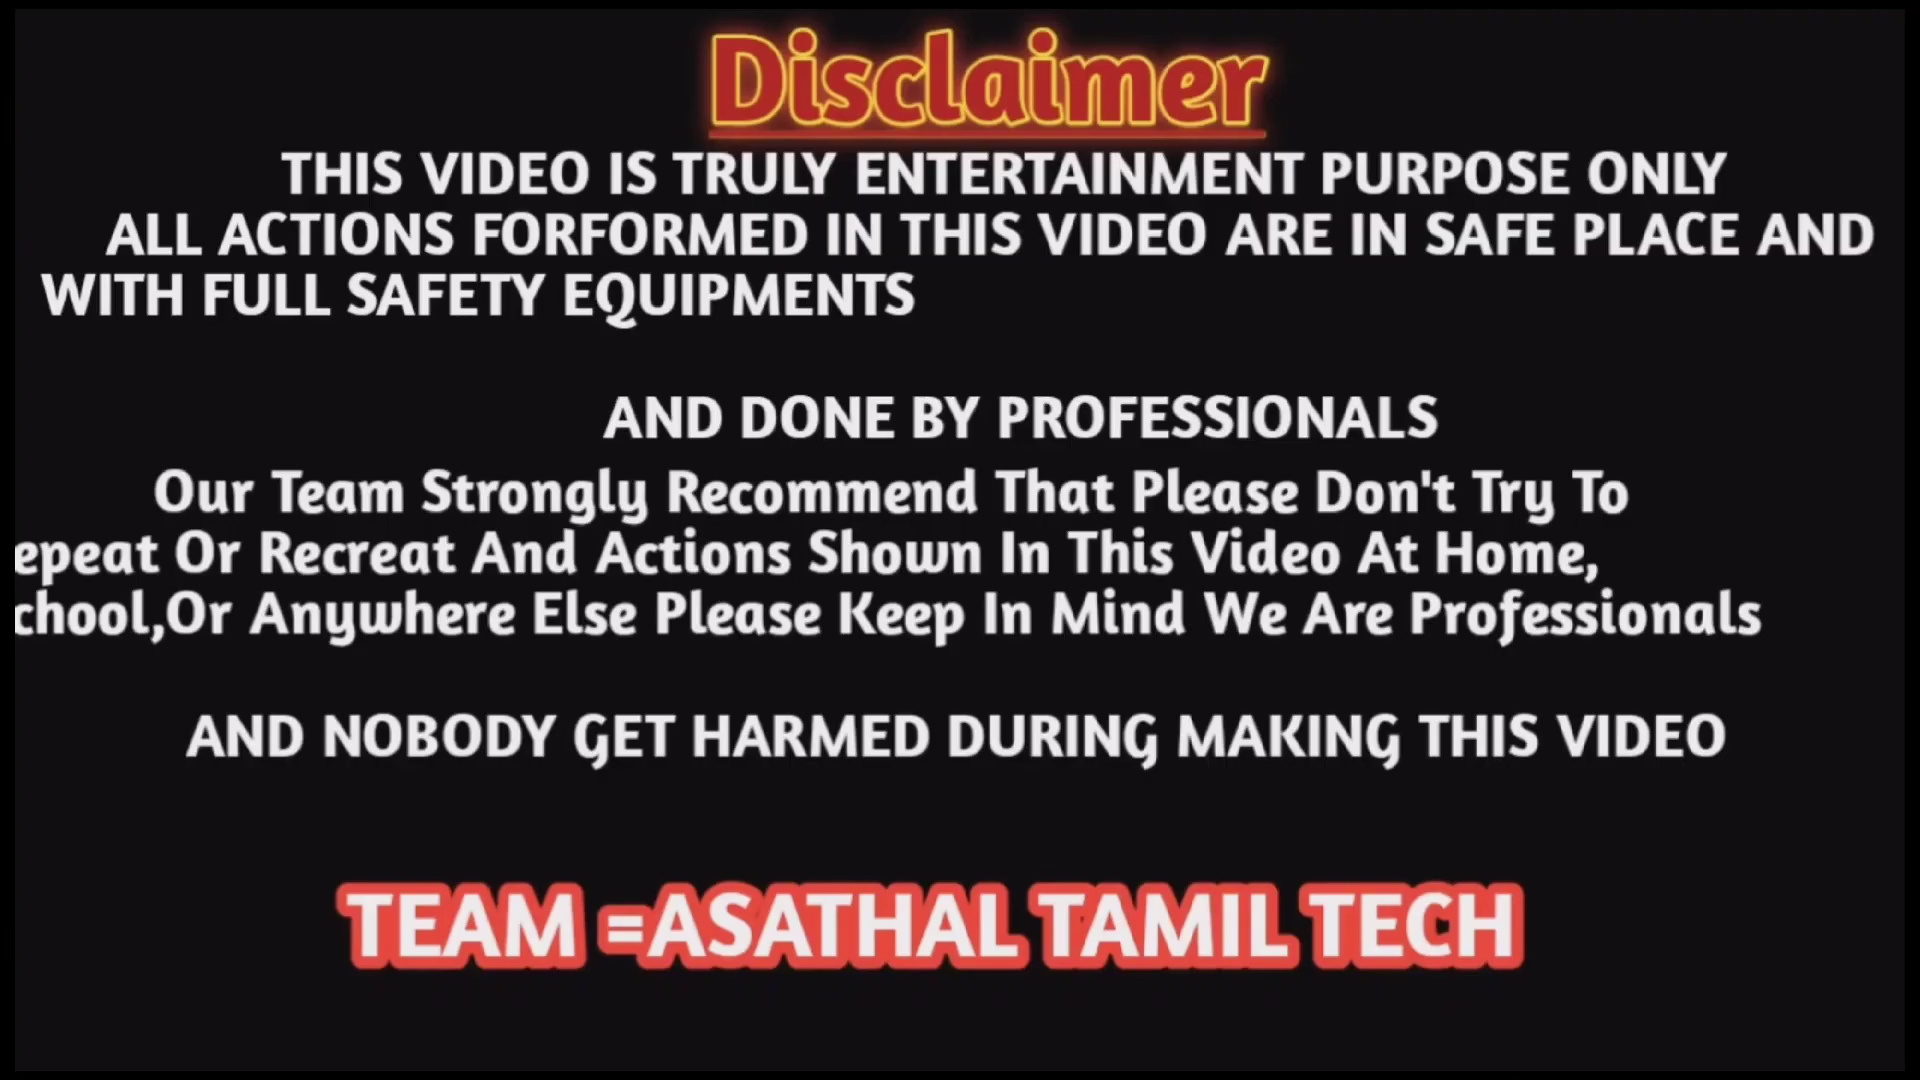 Disclaimer
THIS VIDEO IS TRULY ENTERTAINMENT PURPOSE ONLY
ALL ACTIONS FORFORMED IN THIS VIDEO ARE IN SAFE PLACE AND
WITH FULL SAFETY EQUIPMENTS
AND DONE BY PROFESSIONALS
Our Team Strongly Recommend That Please Don't Try To
epeat Or Recreat And Actions Shown In This Video At Home,
chool,Or Anywhere Else Please Keep In Mind We Are Professionals
AND NOBODY GET HARMED DURING MAKING THIS VIDEO
TEAM =ASATHAL TAMIL TECH